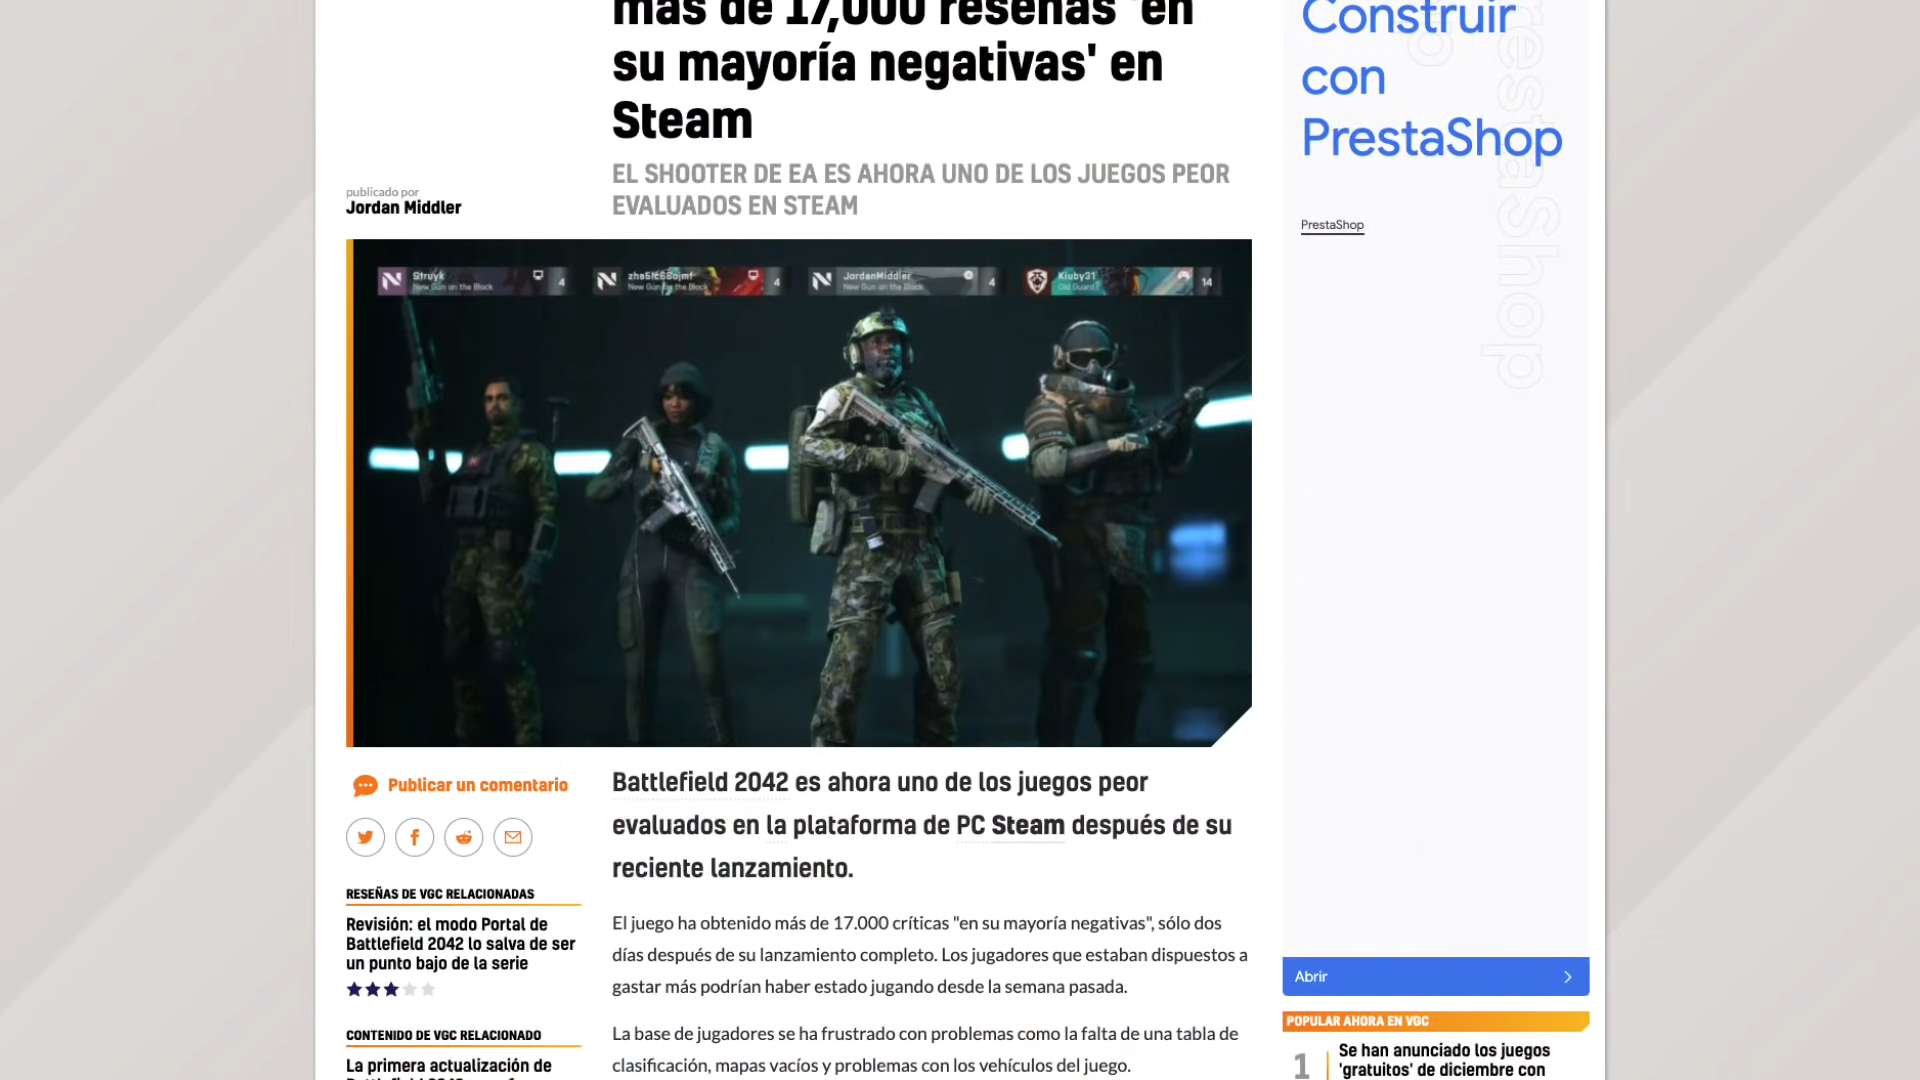 más de 17,000 reseñas 'en
su mayoría negativas' en
Steam
EL SHOOTER DE EA ES AHORA UNO DE LOS JUEGOS PEOR
EVALUADOS EN STEAM
publicado por
Jordan Middler
Struyk
New Gun on the Block
4
New Gun on the Block
4
JordanMiddler
New Gun on the Block
4
Kiuby31
Old Guard
14
Publicar un comentario
RESEÑAS DE VGC RELACIONADAS
Revisión: el modo Portal de
Battlefield 2042 lo salva de ser
un punto bajo de la serie
CONTENIDO DE VGC RELACIONADO
La primera actualización de
Battlefield 2042 es ahora uno de los juegos peor
evaluados en la plataforma de PC Steam después de su
reciente lanzamiento.
El juego ha obtenido más de 17.000 críticas "en su mayoría negativas", sólo dos
días después de su lanzamiento completo. Los jugadores que estaban dispuestos a
gastar más podrían haber estado jugando desde la semana pasada.
La base de jugadores se ha frustrado con problemas como la falta de una tabla de
clasificación, mapas vacíos y problemas con los vehículos del juego.
Construir
con
PrestaShop
PrestaShop
PrestaShop
Abrir
POPULAR AHORA EN VGC
1
Se han anunciado los juegos
'gratuitos' de diciembre con